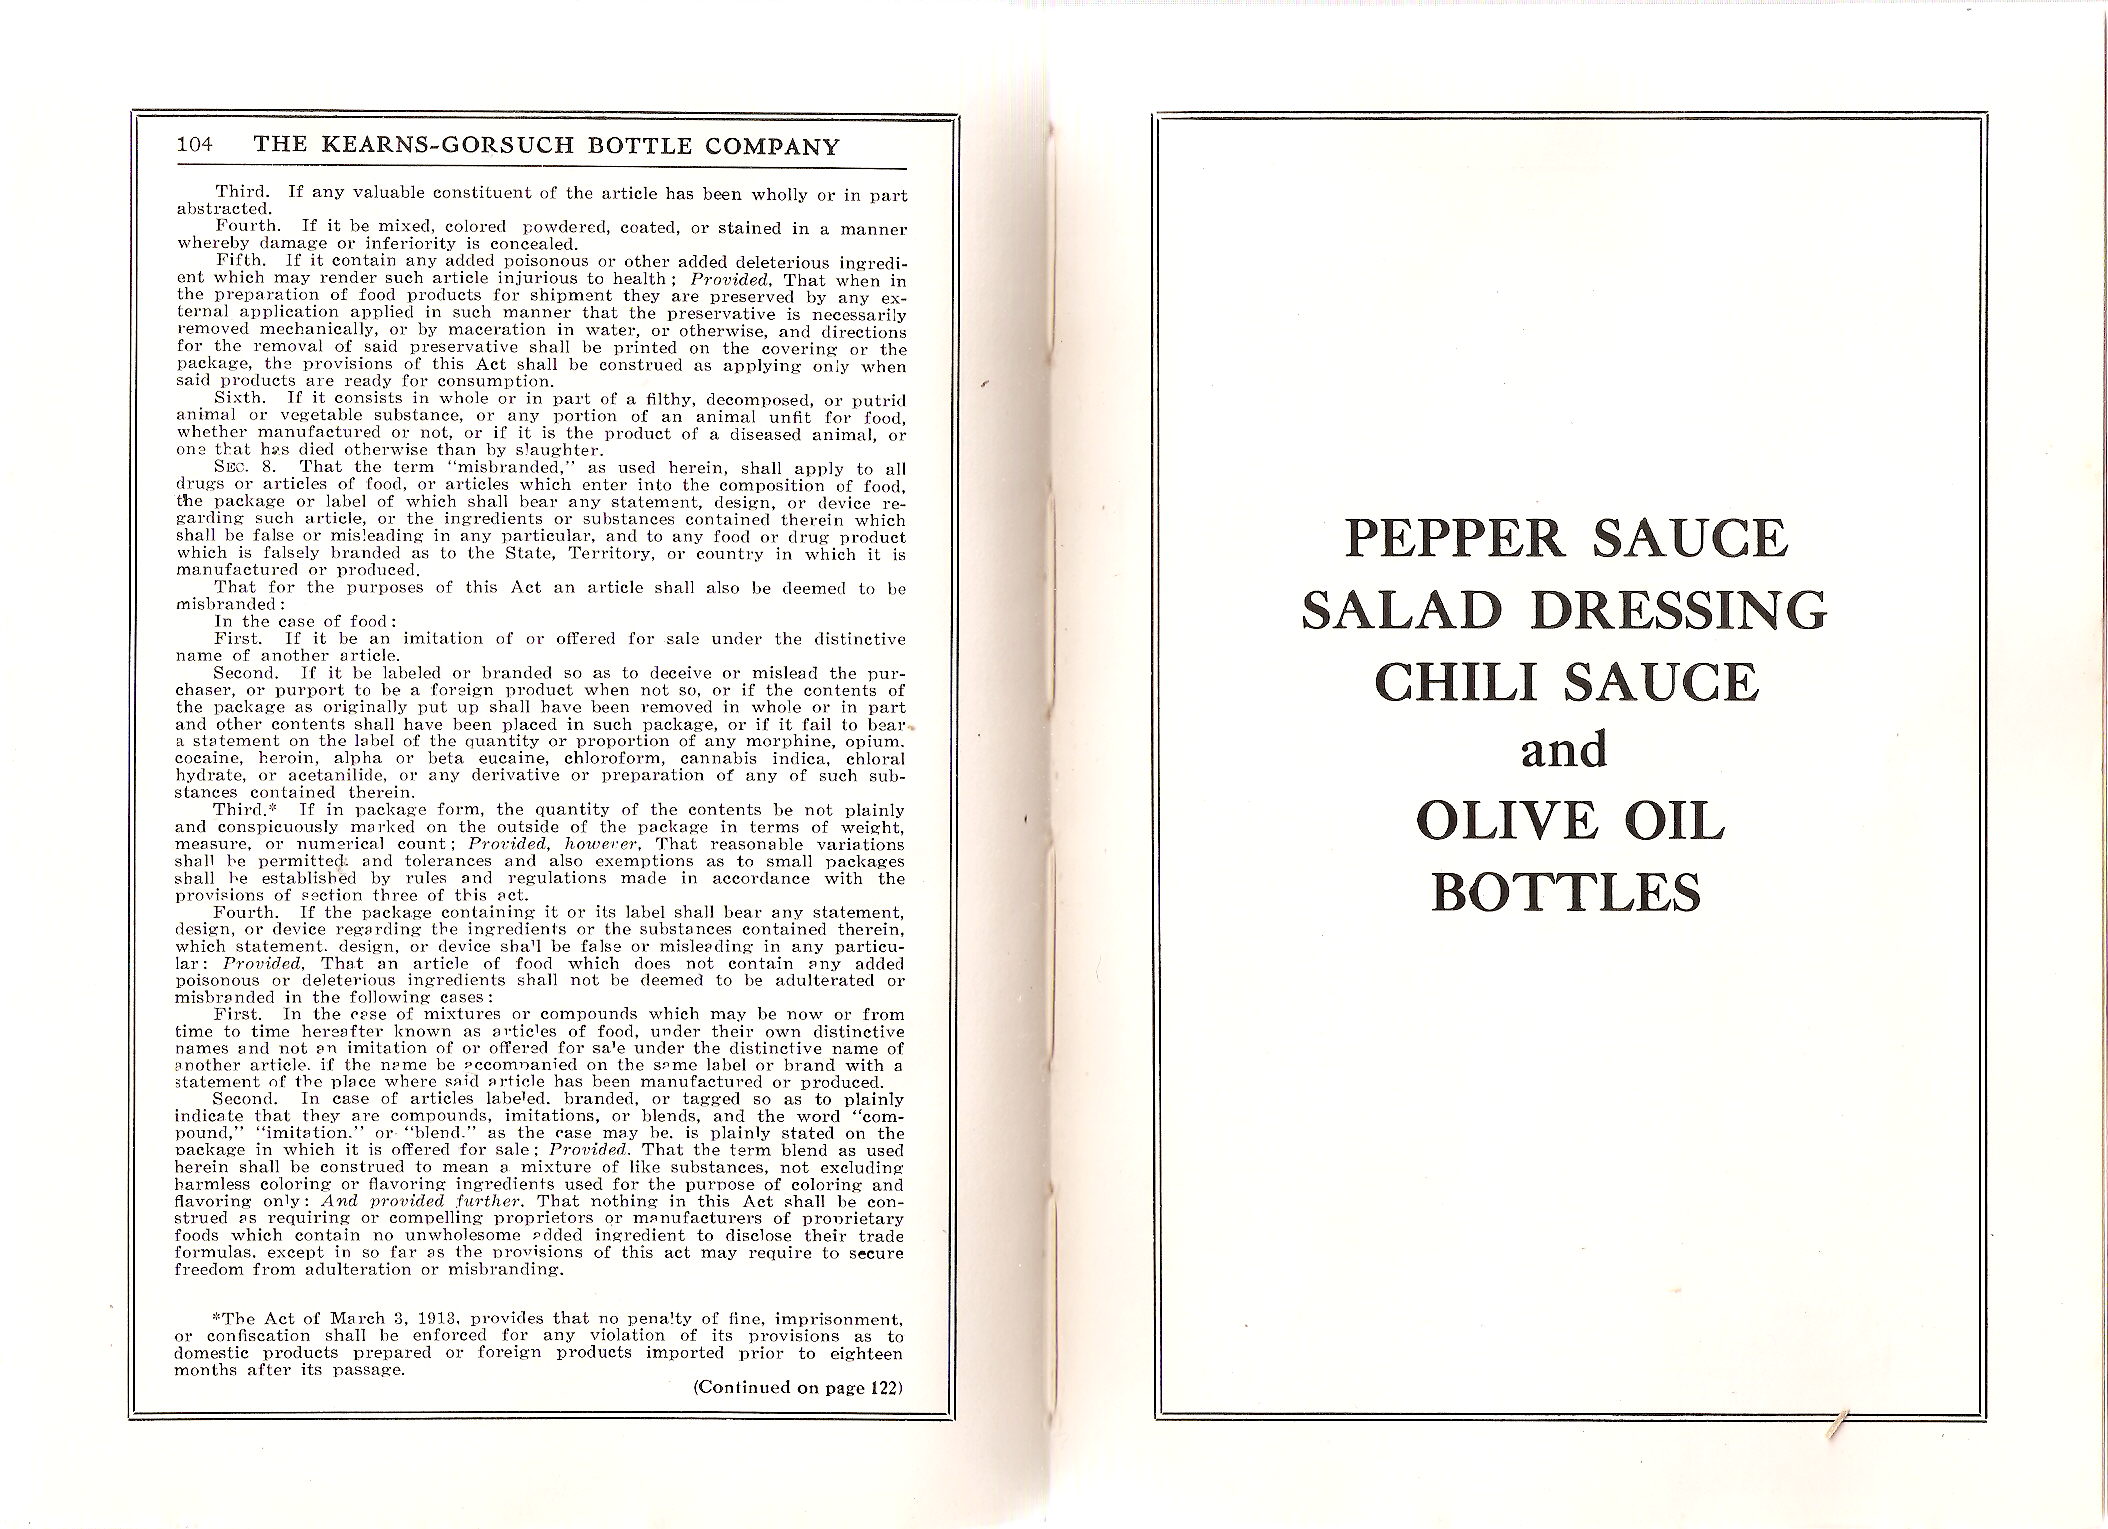 104 THE KEARNS-GORSUCH BOTTLE COMPANY
Third. If any valuable constituent of the article has been wholly or in part
abstracted.
Fourth. If it be mixed, colored powdered, coated, or stained in a manner
whereby damage or inferiority is concealed.
Fifth. If it contain any added poisonous or other added deleterious ingredi-
ent which may render such article injurious to health; Provided, That when in
the preparation of food products for shipment they are preserved by any ex-
ternal application applied in such manner that the preservative is necessarily
removed mechanically, or by maceration in water, or otherwise, and directions
for the removal of said preservative shall be printed on the covering or the
package, the provisions of this Act shall be construed as applying only when
said products are ready for consumption.
Sixth. If it consists in whole or in part of a filthy, decomposed, or putrid
animal or vegetable substance, or any portion of an animal unfit for food,
whether manufactured or not, or if it is the product of a diseased animal, or
one that has died otherwise than by slaughter.
SEC. 8. That the term "misbranded," as used herein, shall apply to all
drugs or articles of food, or articles which enter into the composition of food,
the package or label of which shall bear any statement, design, or device re-
garding such article, or the ingredients or substances contained therein which
shall be false or misleading in any particular, and to any food or drug product
which is falsely branded as to the State, Territory, or country in which it is
manufactured or produced.
That for the purposes of this Act an article shall also be deemed to be
misbranded:
In the case of food:
First. If it be an imitation of or offered for sale under the distinctive
name of another article.
Second. If it be labeled or branded so as to deceive or mislead the pur-
chaser, or purport to be a foreign product when not so, or if the contents of
the package as originally put up shall have been removed in whole or in part
and other contents shall have been placed in such package, or if it fail to bear
a statement on the label of the quantity or proportion of any morphine, opium.
cocaine, heroin, alpha or beta eucaine, chloroform, cannabis indica, chloral
hydrate, or acetanilide, or any derivative or preparation of any of such sub-
stances contained therein.
Third.* If in package form, the quantity of the contents be not plainly
and conspicuously marked on the outside of the package in terms of weight,
measure, or numerical count; Provided, however, That reasonable variations
shall be permitted. and tolerances and also exemptions as to small packages
shall be established by rules and regulations made in accordance with the
provisions of section three of this act.
Fourth. If the package containing it or its label shall bear any statement,
design, or device regarding the ingredients or the substances contained therein,
which statement. design, or device shall be false or misleading in any particu-
lar: Provided, That an article of food which does not contain any added
poisonous or deleterious ingredients shall not be deemed to be adulterated or
misbranded in the following cases:
First. In the case of mixtures or compounds which may be now or from
time to time hereafter known as articles of food, under their own distinctive
names and not an imitation of or offered for sale under the distinctive name of
another article. if the name be accompanied on the same label or brand with a
statement of the place where said article has been manufactured or produced.
Second. In case of articles labeled. branded, or tagged so as to plainly
indicate that they are compounds, imitations, or blends, and the word "com-
pound," "imitation." or "blend." as the case may be. is plainly stated on the
package in which it is offered for sale; Provided. That the term blend as used
herein shall be construed to mean a mixture of like substances, not excluding
harmless coloring or flavoring ingredients used for the purpose of coloring and
flavoring only: And provided further. That nothing in this Act shall be con-
strued as requiring or compelling proprietors or manufacturers of proprietary
foods which contain no unwholesome added ingredient to disclose their trade
formulas. except in so far as the provisions of this act may require to secure
freedom from adulteration or misbranding.
*The Act of March 3, 1913, provides that no penalty of fine, imprisonment,
or confiscation shall be enforced for any violation of its provisions as to
domestic products prepared or foreign products imported prior to eighteen
months after its passage.
(Continued on page 122)
PEPPER SAUCE
SALAD DRESSING
CHILI SAUCE
and
OLIVE OIL
BOTTLES